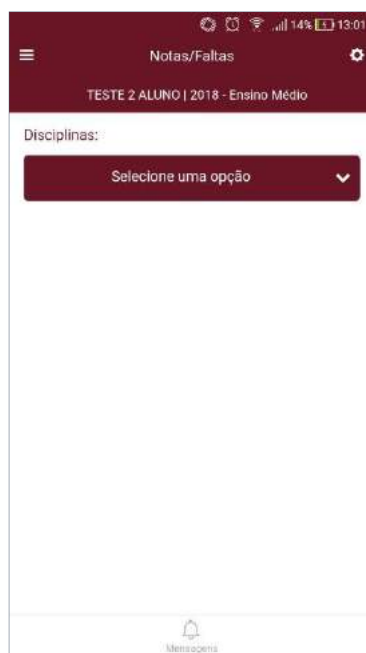 14% 13:01
Notas/Faltas
TESTE 2 ALUNO | 2018 - Ensino Médio
Disciplinas:
Selecione uma opção
Mensagens